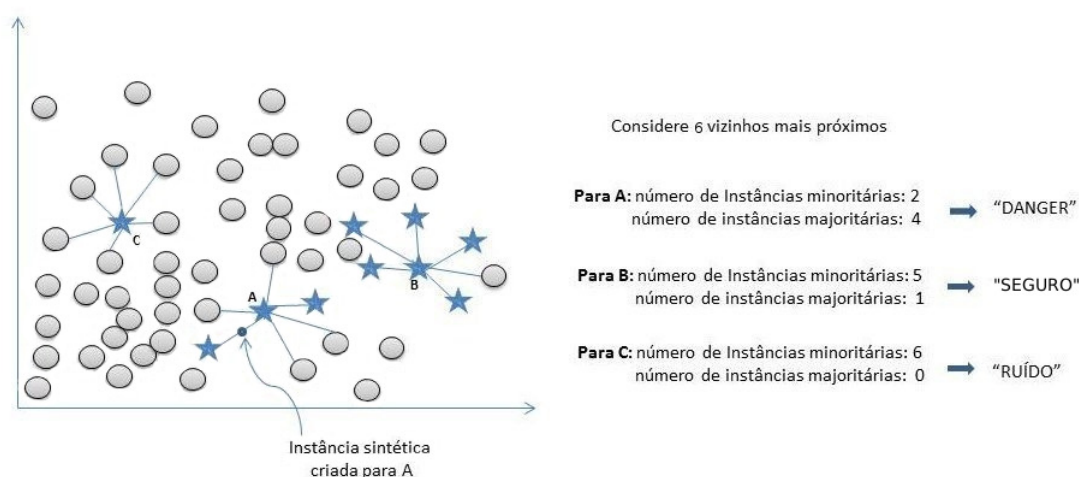 Considere 6 vizinhos mais próximos
Para A: número de Instâncias minoritárias: 2
número de instâncias majoritárias: 4
“DANGER”
Para B: número de Instâncias minoritárias: 5
número de instâncias majoritárias: 1
"SEGURO"
Para C: número de Instâncias minoritárias: 6
número de instâncias majoritárias: 0
“RUÍDO”
C
B
A
Instância sintética
criada para A